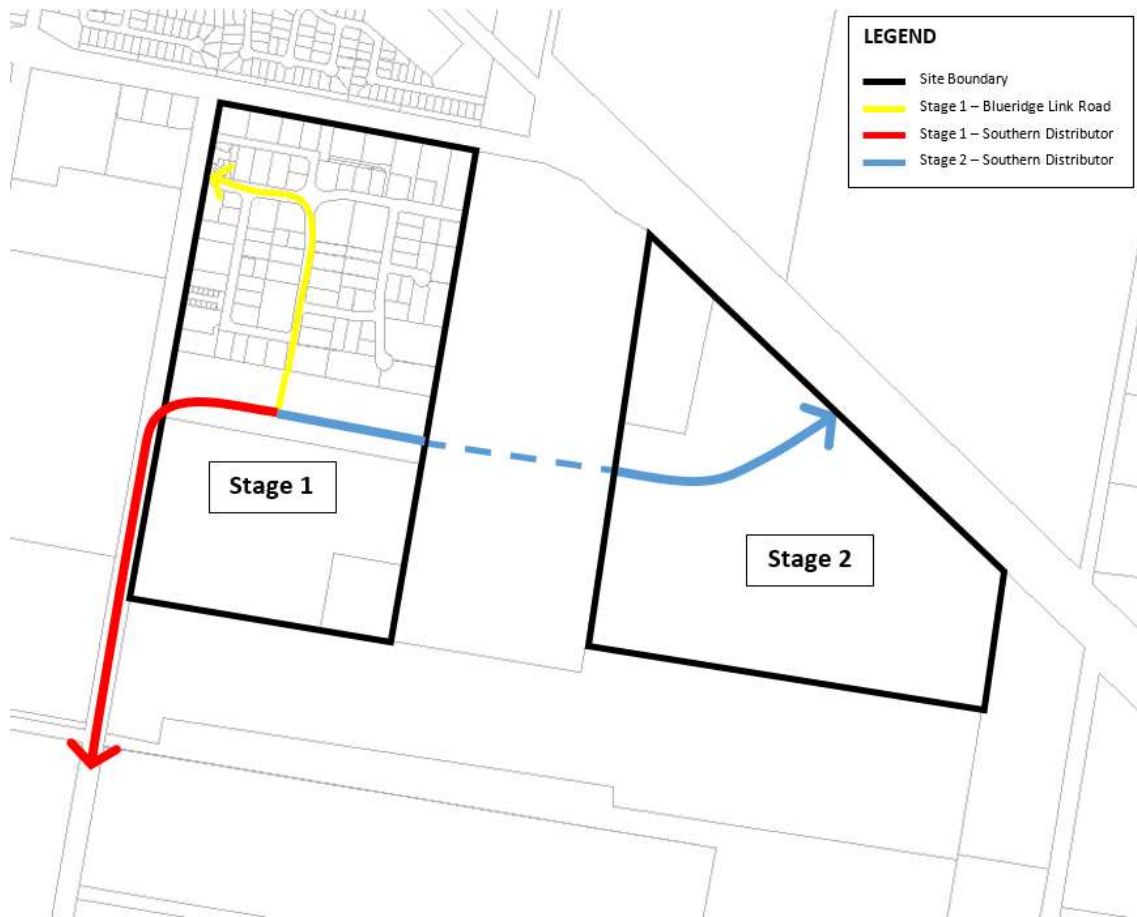 LEGEND
Site Boundary
Stage 1 – Blueridge Link Road
Stage 1 – Southern Distributor
Stage 2 – Southern Distributor
Stage 1
Stage 2